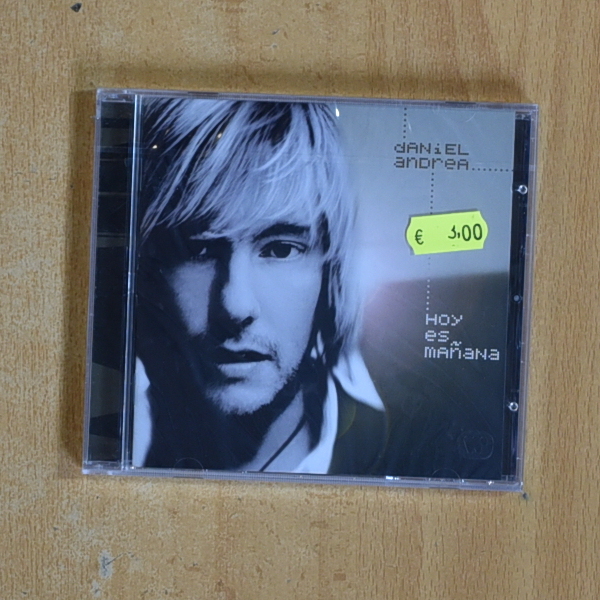 dANiEL
anDreA
€ 3,00
HOY
es
mañana